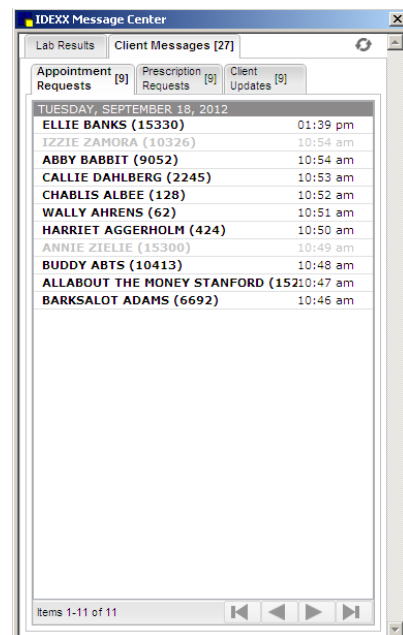 IDEXX Message Center
Lab Results Client Messages [27]
Appointment Requests [9] Prescription Requests [9] Client Updates [9]
TUESDAY, SEPTEMBER 18, 2012
ELLIE BANKS (15330) 01:39 pm
IZZIE ZAMORA (10326) 10:54 am
ABBY BABBIT (9052) 10:54 am
CALLIE DAHLBERG (2245) 10:53 am
CHABLIS ALBEE (128) 10:52 am
WALLY AHRENS (62) 10:51 am
HARRIET AGGERHOLM (424) 10:50 am
ANNIE ZIELIE (15300) 10:49 am
BUDDY ABTS (10413) 10:48 am
ALLABOUT THE MONEY STANFORD (152 10:47 am
BARKSALOT ADAMS (6692) 10:46 am
Items 1-11 of 11